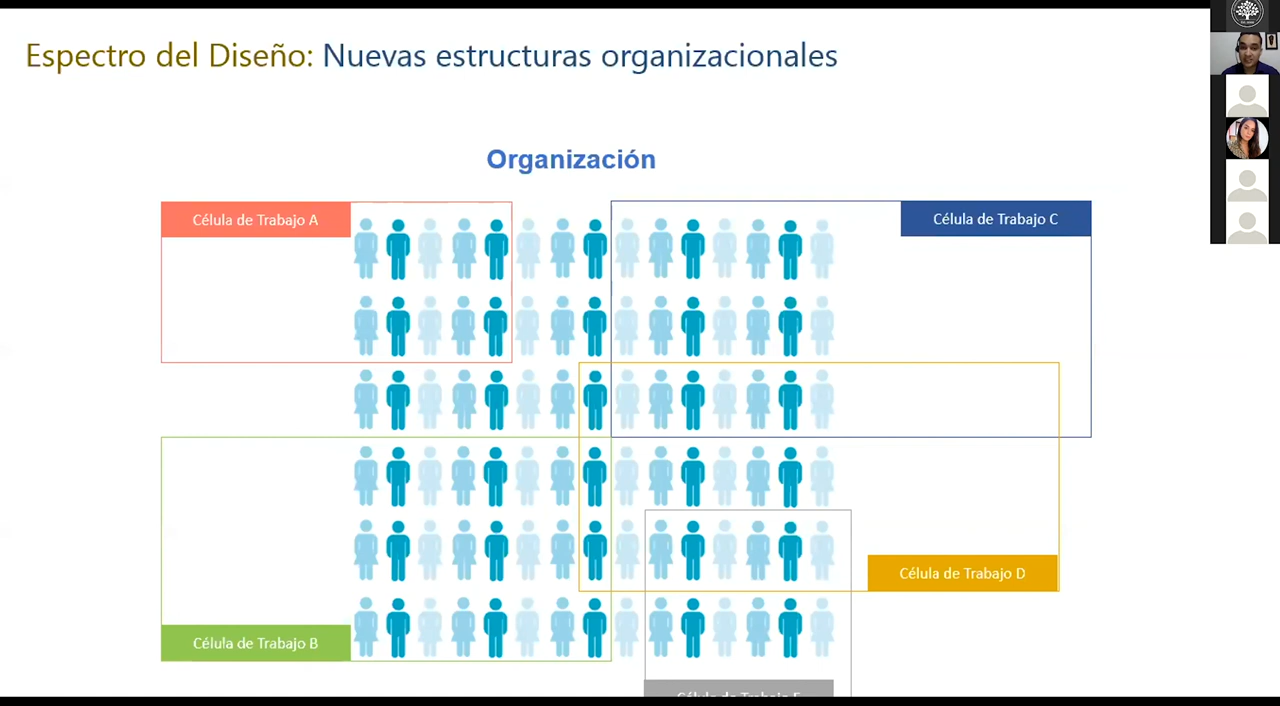 Espectro del Diseño: Nuevas estructuras organizacionales
Organización
Célula de Trabajo A
Célula de Trabajo C
Célula de Trabajo D
Célula de Trabajo B
Célula de Trabajo